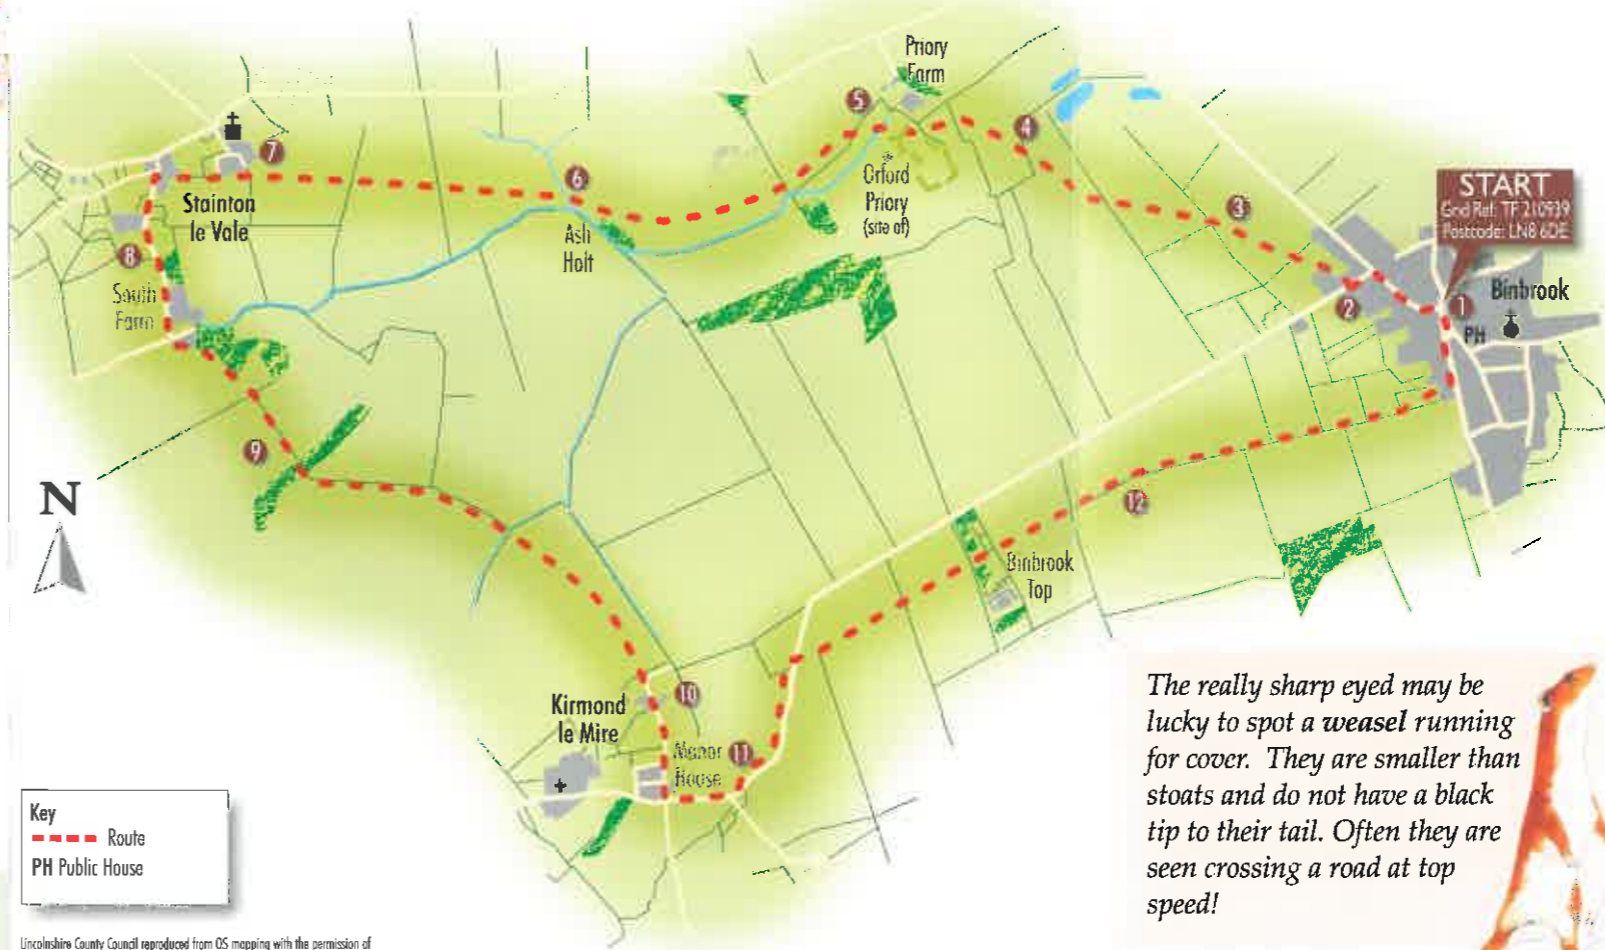 Priory
Farm
5
4
7
6
Orford
Priory
(site of)
3
START
Grid Ref: TF 210939
Postcode: LN8 6DE
Stainton
le Vale
Ash
Holt
8
South
Farm
2
1
Binbrook
PH
9
N
12
Binbrook
Top
10
Kirmond
le Mire
11
Manor
House
Key
Route
PH Public House
The really sharp eyed may be
lucky to spot a weasel running
for cover. They are smaller than
stoats and do not have a black
tip to their tail. Often they are
seen crossing a road at top
speed!
Lincolnshire County Council reproduced from OS mapping with the permission of